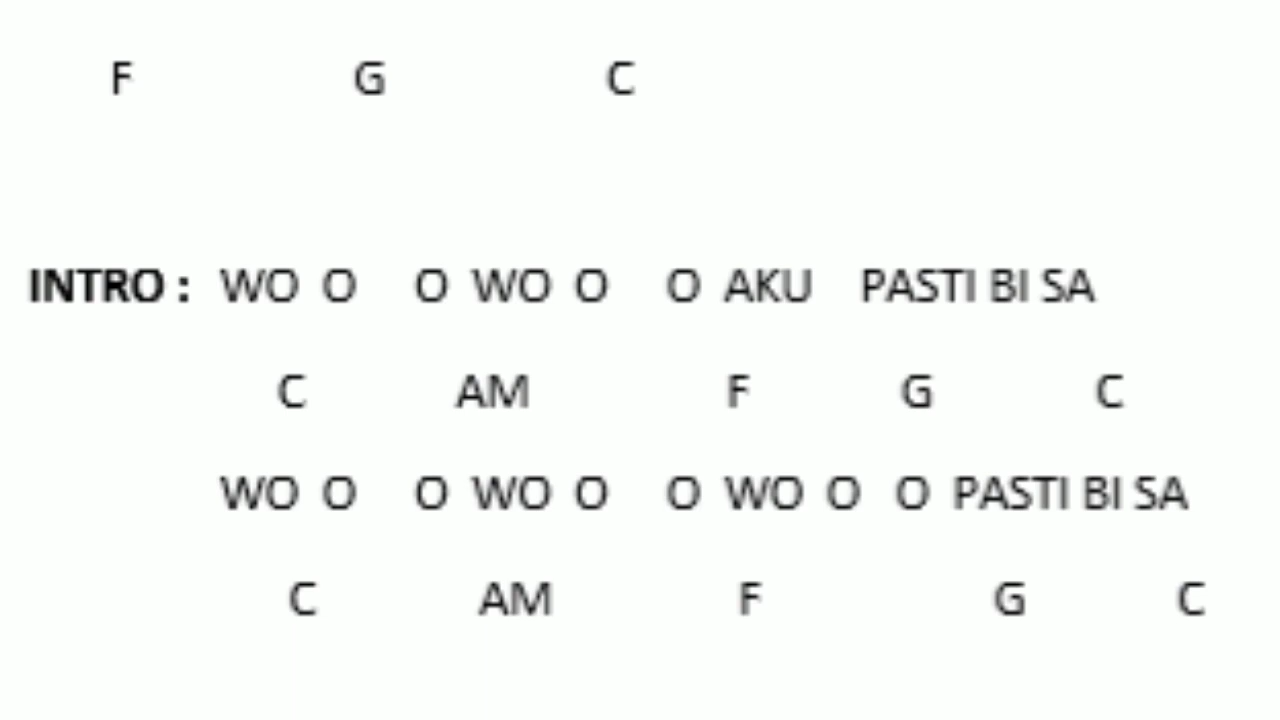 F G C
INTRO : WO O O WO O O AKU PASTI BI SA
C AM F G C
WO O O WO O O WO O O PASTI BI SA
C AM F G C